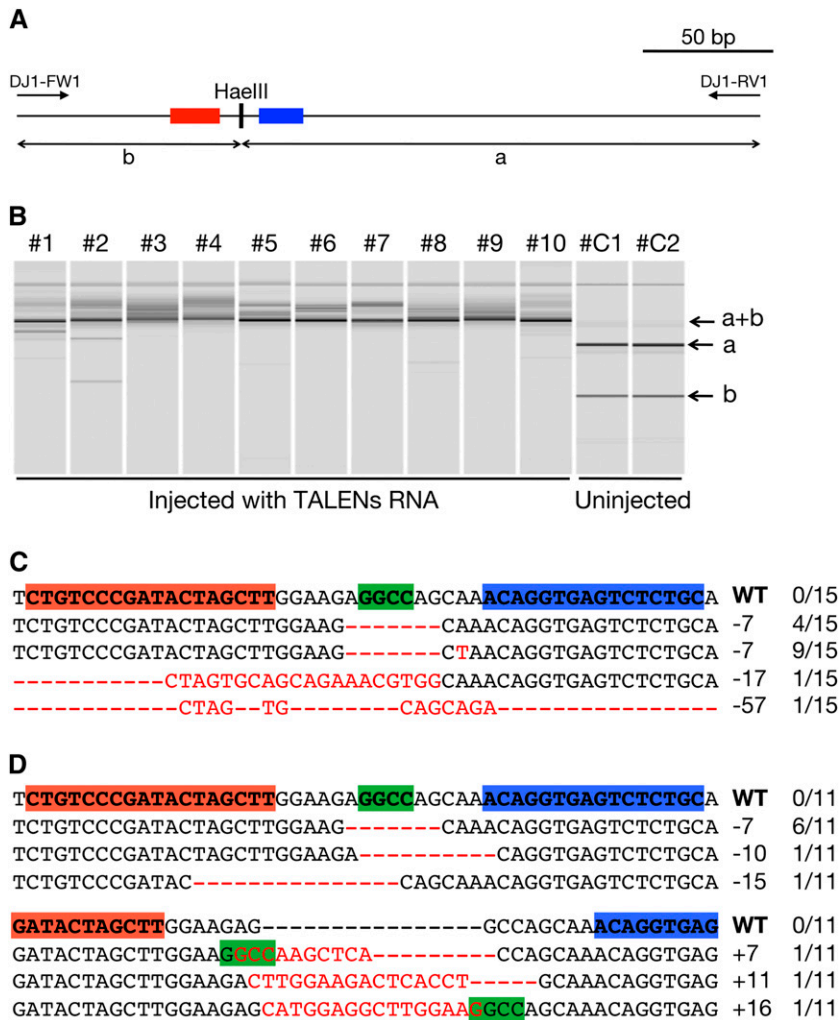 A
50 bp
DJ1-FW1
HaeIII
DJ1-RV1
b
a
B
#1 #2 #3 #4 #5 #6 #7 #8 #9 #10 #C1 #C2
a+b
a
b
Injected with TALENs RNA Uninjected
C
TCTGTCCCGATACTAGCTTGGAAGAGGCCAGCAAACAGGTGAGTCTCTGCA WT 0/15
TCTGTCCCGATACTAGCTTGGAAG-------CAAACAGGTGAGTCTCTGCA -7 4/15
TCTGTCCCGATACTAGCTTGGAAG-------CTAACAGGTGAGTCTCTGCA -7 9/15
-----------CTAGTGCAGCAGAAACGTGGCAAACAGGTGAGTCTCTGCA -17 1/15
------------CTAG--TG--------CAGCAGA---------------- -57 1/15
D
TCTGTCCCGATACTAGCTTGGAAGAGGCCAGCAAACAGGTGAGTCTCTGCA WT 0/11
TCTGTCCCGATACTAGCTTGGAAG-------CAAACAGGTGAGTCTCTGCA -7 6/11
TCTGTCCCGATACTAGCTTGGAAGA----------CAGGTGAGTCTCTGCA -10 1/11
TCTGTCCCGATAC---------------CAGCAAACAGGTGAGTCTCTGCA -15 1/11
GATACTAGCTTGGAAGAG----------------GCCAGCAAACAGGTGAG WT 0/11
GATACTAGCTTGGAAGGCCAAGCTCA---------CCAGCAAACAGGTGAG +7 1/11
GATACTAGCTTGGAAGACTTGGAAGACTCACCT-----GCAAACAGGTGAG +11 1/11
GATACTAGCTTGGAAGAGCATGGAGGCTTGGAAGGCCAGCAAACAGGTGAG +16 1/11